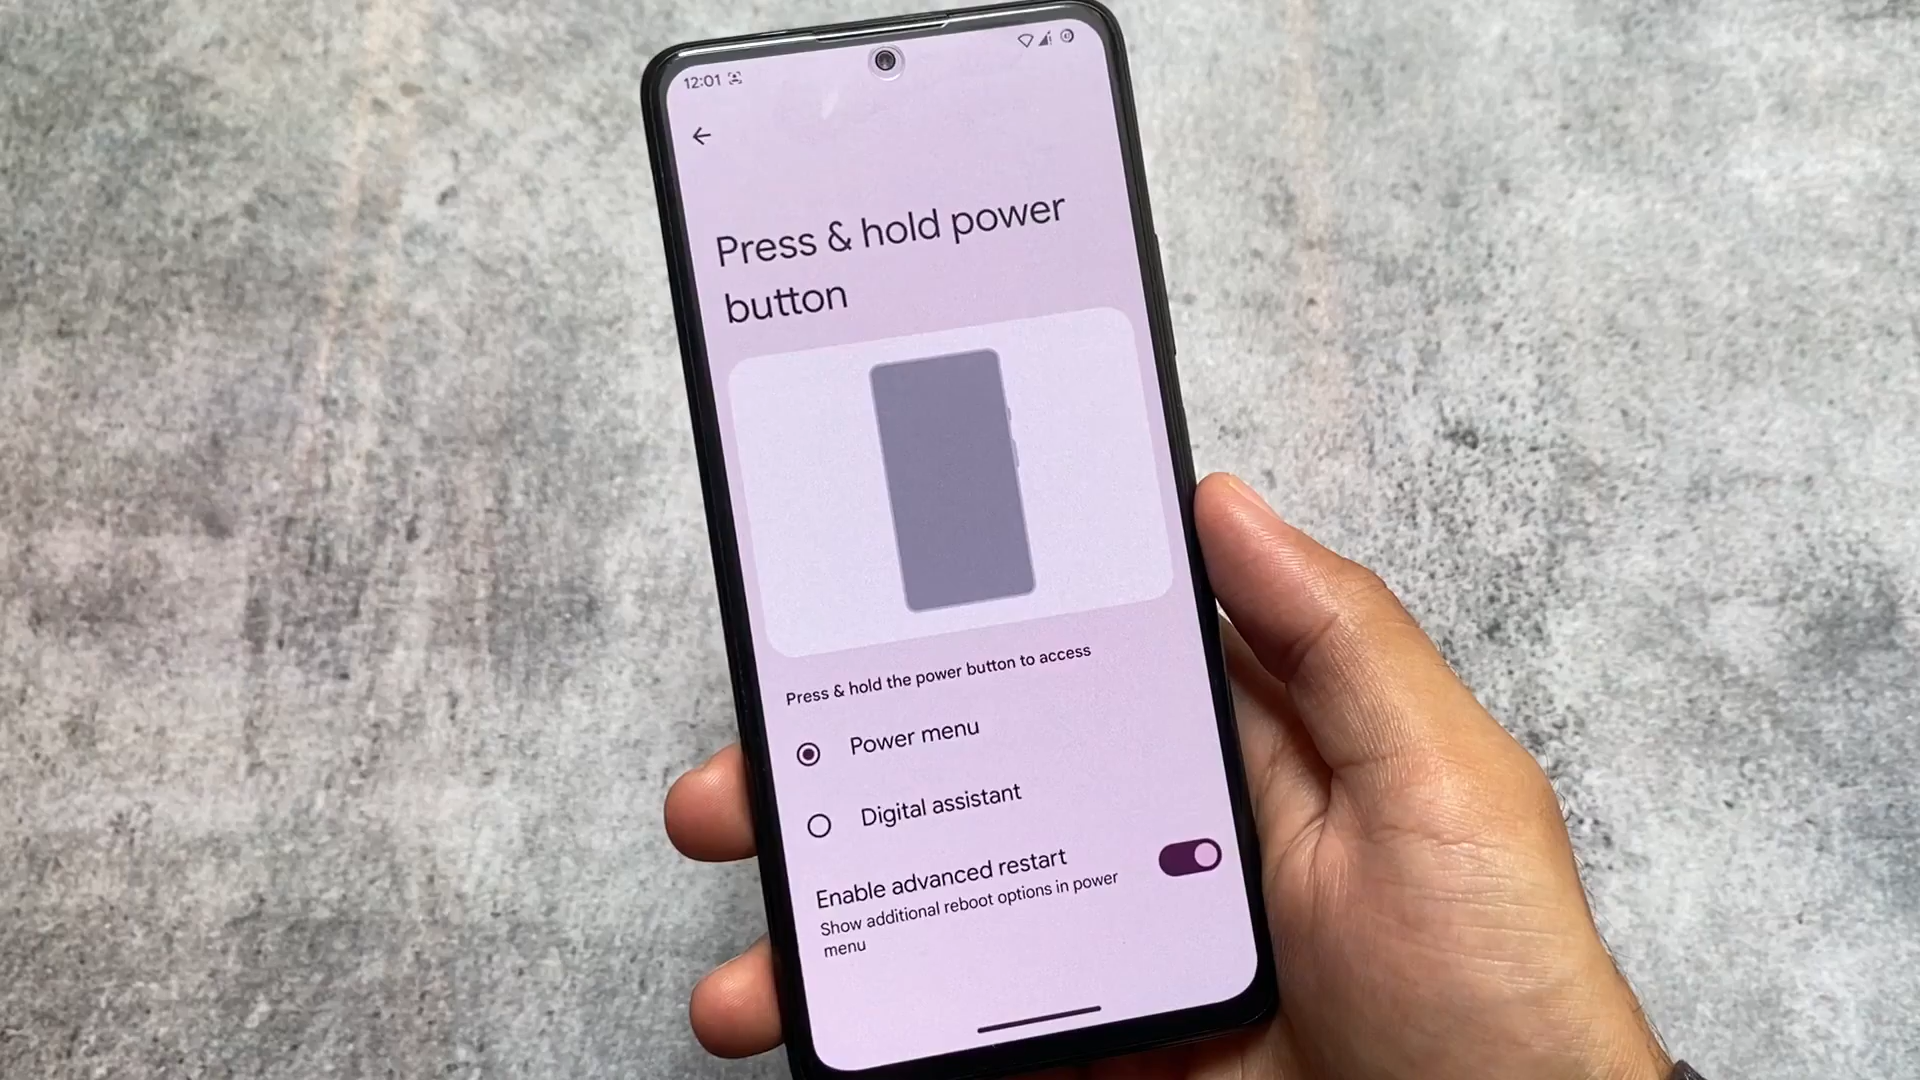 12:01
Press & hold power
button
Press & hold the power button to access
Power menu
Digital assistant
Enable advanced restart
Show additional reboot options in power
menu